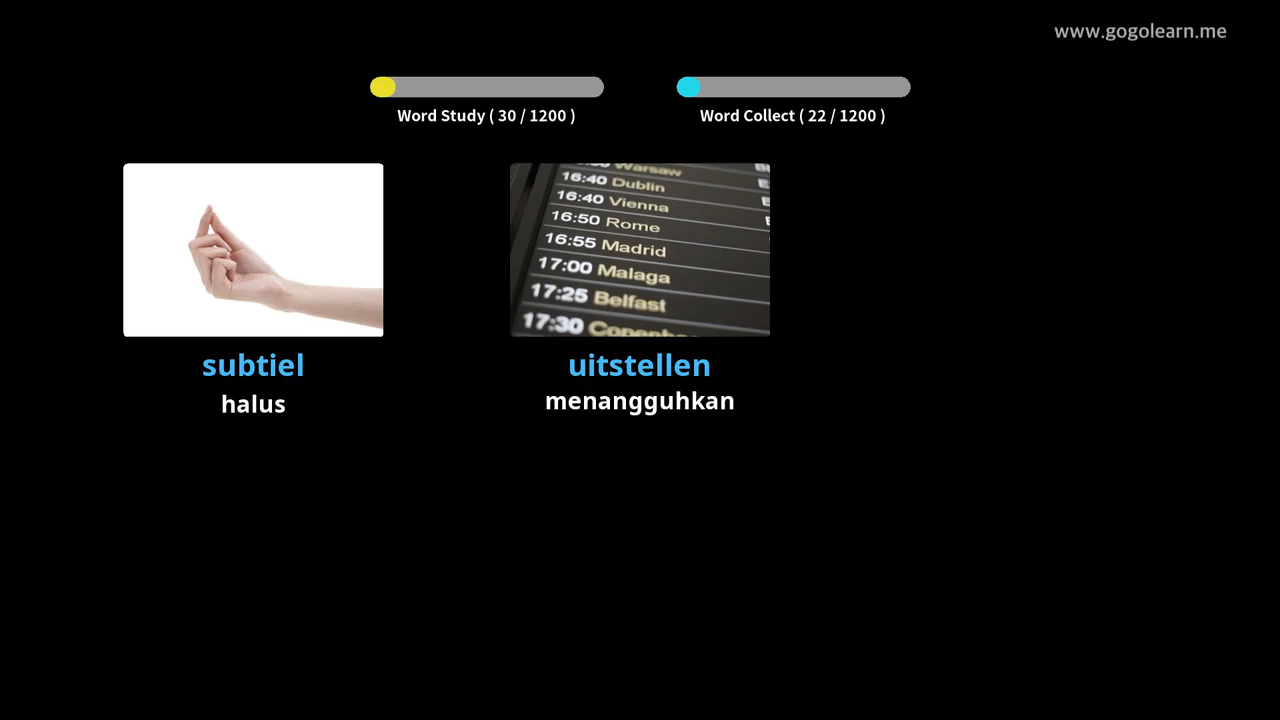 www.gogolearn.me
Word Study ( 30 / 1200 )
Word Collect ( 22 / 1200 )
Warsaw
16:40 Dublin
16:40 Vienna
16:50 Rome
16:55 Madrid
17:00 Malaga
17:25 Belfast
17:30
subtiel
halus
uitstellen
menangguhkan